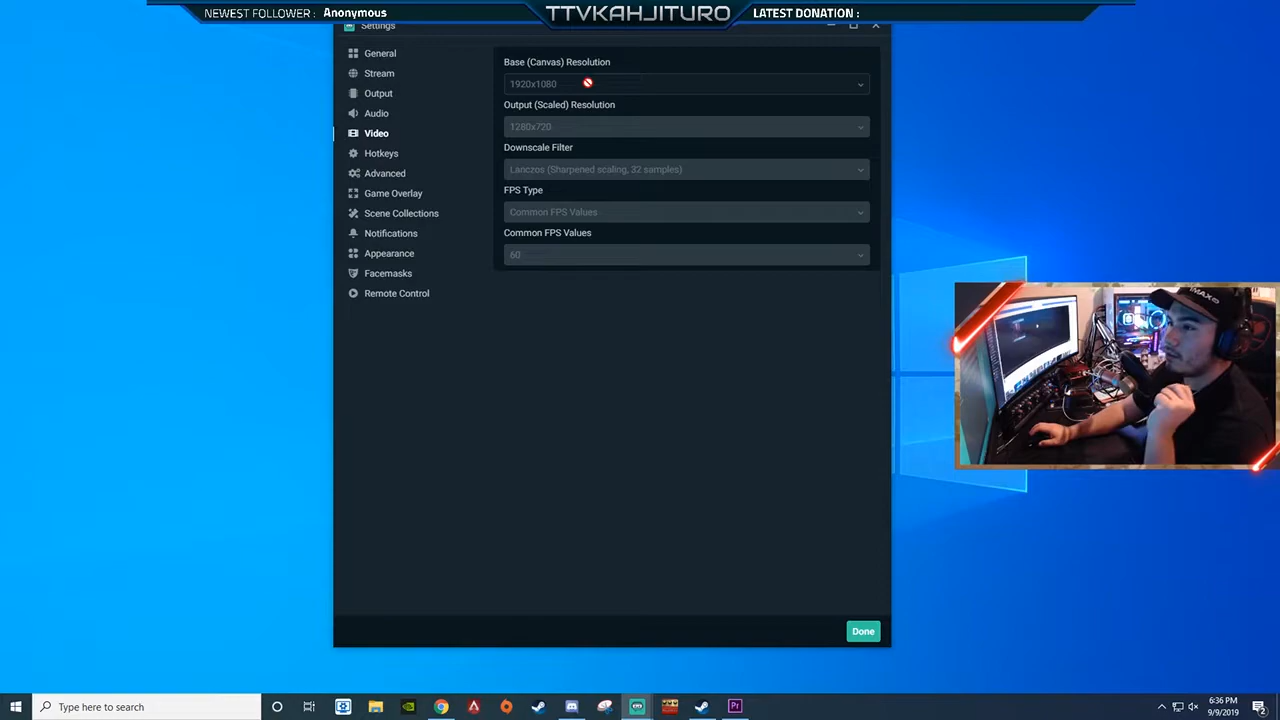 NEWEST FOLLOWER : Anonymous
TTVKAHJITURO
LATEST DONATION :
Settings
General
Stream
Output
Audio
Video
Hotkeys
Advanced
Game Overlay
Scene Collections
Notifications
Appearance
Facemasks
Remote Control
Base (Canvas) Resolution
1920x1080
Output (Scaled) Resolution
1280x720
Downscale Filter
Lanczos (Sharpened scaling, 32 samples)
FPS Type
Common FPS Values
Common FPS Values
60
Done
Type here to search
Pr
6:36 PM
9/9/2019
2